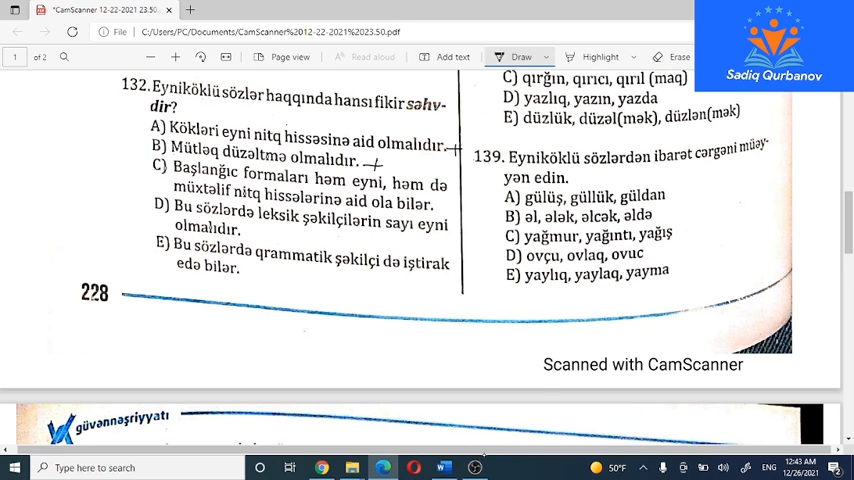 *CamScanner 12-22-2021 23.50.p
File
C:/Users/PC/Documents/CamScanner%2012-22-2021%2023.50.pdf
1
of 2
Page view
Read aloud
Add text
Draw
Highlight
Erase
Sadiq Qurbanov
132. Eyniköklü sözlər haqqında hansı fikir səhv-
dir?
A) Kökləri eyni nitq hissəsinə aid olmalıdır.
B) Mütləq düzəltmə olmalıdır.
C) Başlanğıc formaları həm eyni, həm də
müxtəlif nitq hissələrinə aid ola bilər.
D) Bu sözlərdə leksik şəkilçilərin sayı eyni
olmalıdır.
E) Bu sözlərdə qrammatik şəkilçi də iştirak
edə bilər.
228
C) qırğın, qırıcı, qırıl (maq)
D) yazlıq, yazın, yazda
E) düzlük, düzəl(mək), düzlən(mək)
139. Eyniköklü sözlərdən ibarət cərgəni müəy-
yən edin.
A) gülüş, güllük, güldan
B) əl, ələk, əlcək, əldə
C) yağmur, yağıntı, yağış
D) ovçu, ovlaq, ovuc
E) yaylıq, yaylaq, yayma
Scanned with CamScanner
güvənnəşriyyatı
Type here to search
50°F
ENG
12:43 AM
12/26/2021
2